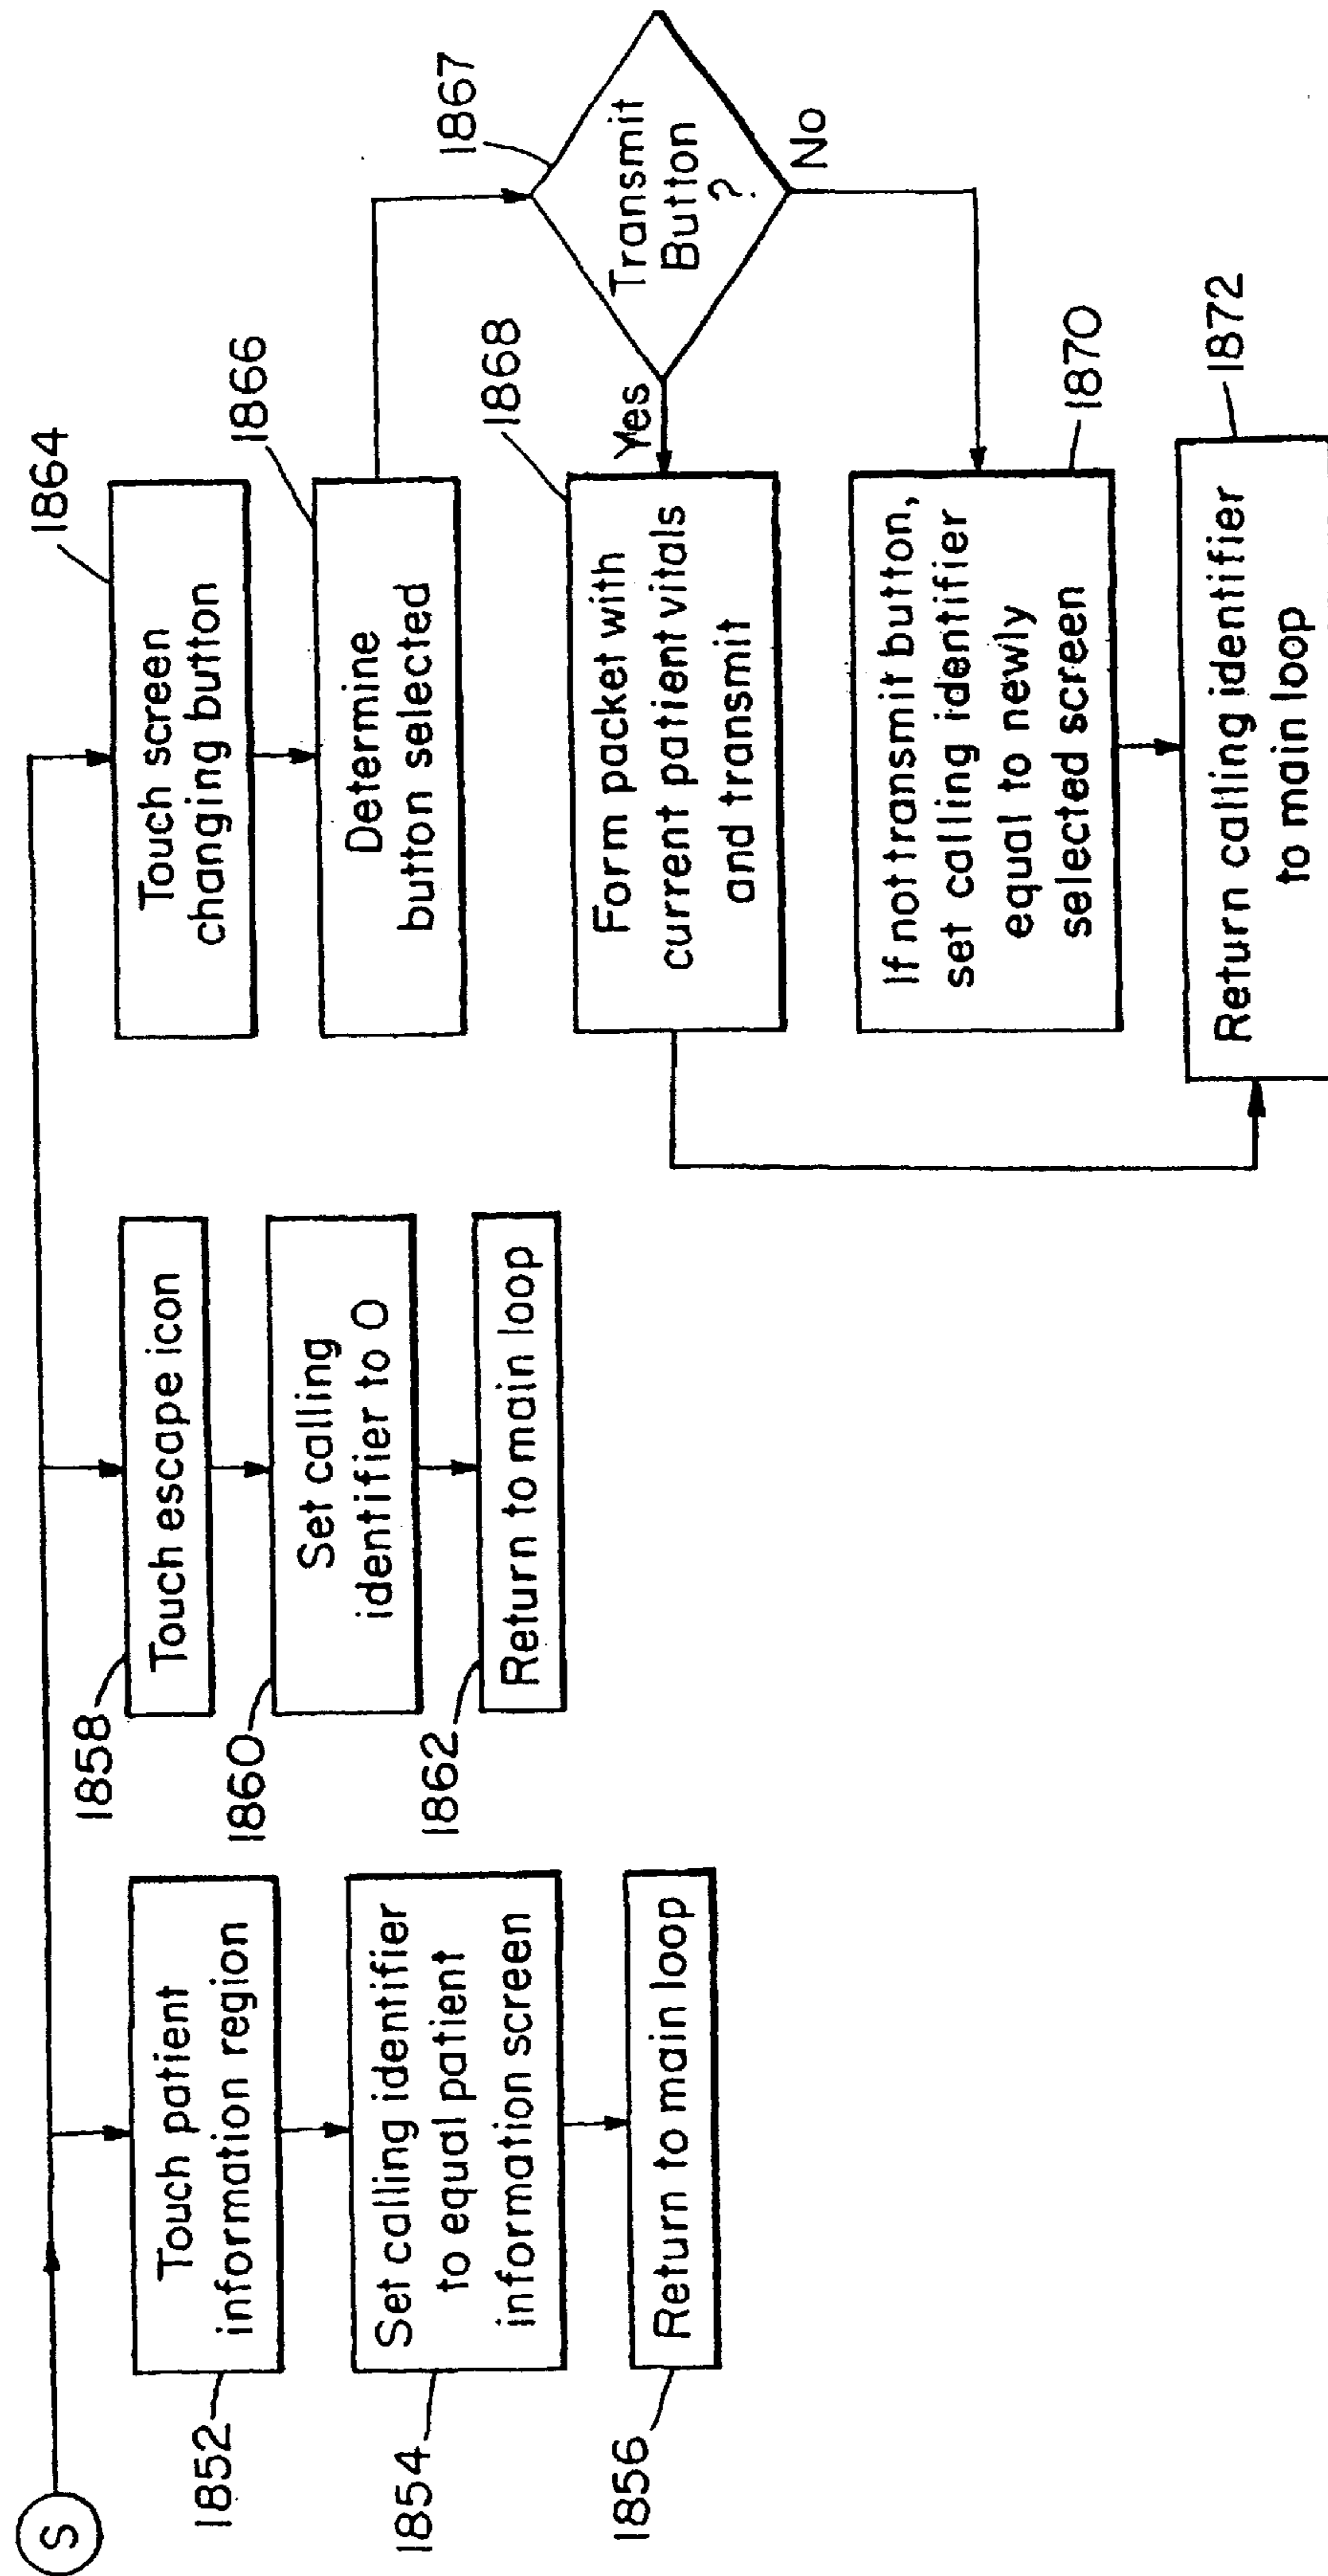 S
1852
Touch patient
information region
1854
Set calling identifier
to equal patient
information screen
1856
Return to main loop
1858
Touch escape icon
1860
Set calling
identifier to 0
1862
Return to main loop
1864
Touch screen
changing button
1866
Determine
button selected
1867
Transmit
Button
?
Yes
No
1868
Form packet with
current patient vitals
and transmit
1870
If not transmit button,
set calling identifier
equal to newly
selected screen
1872
Return calling identifier
to main loop